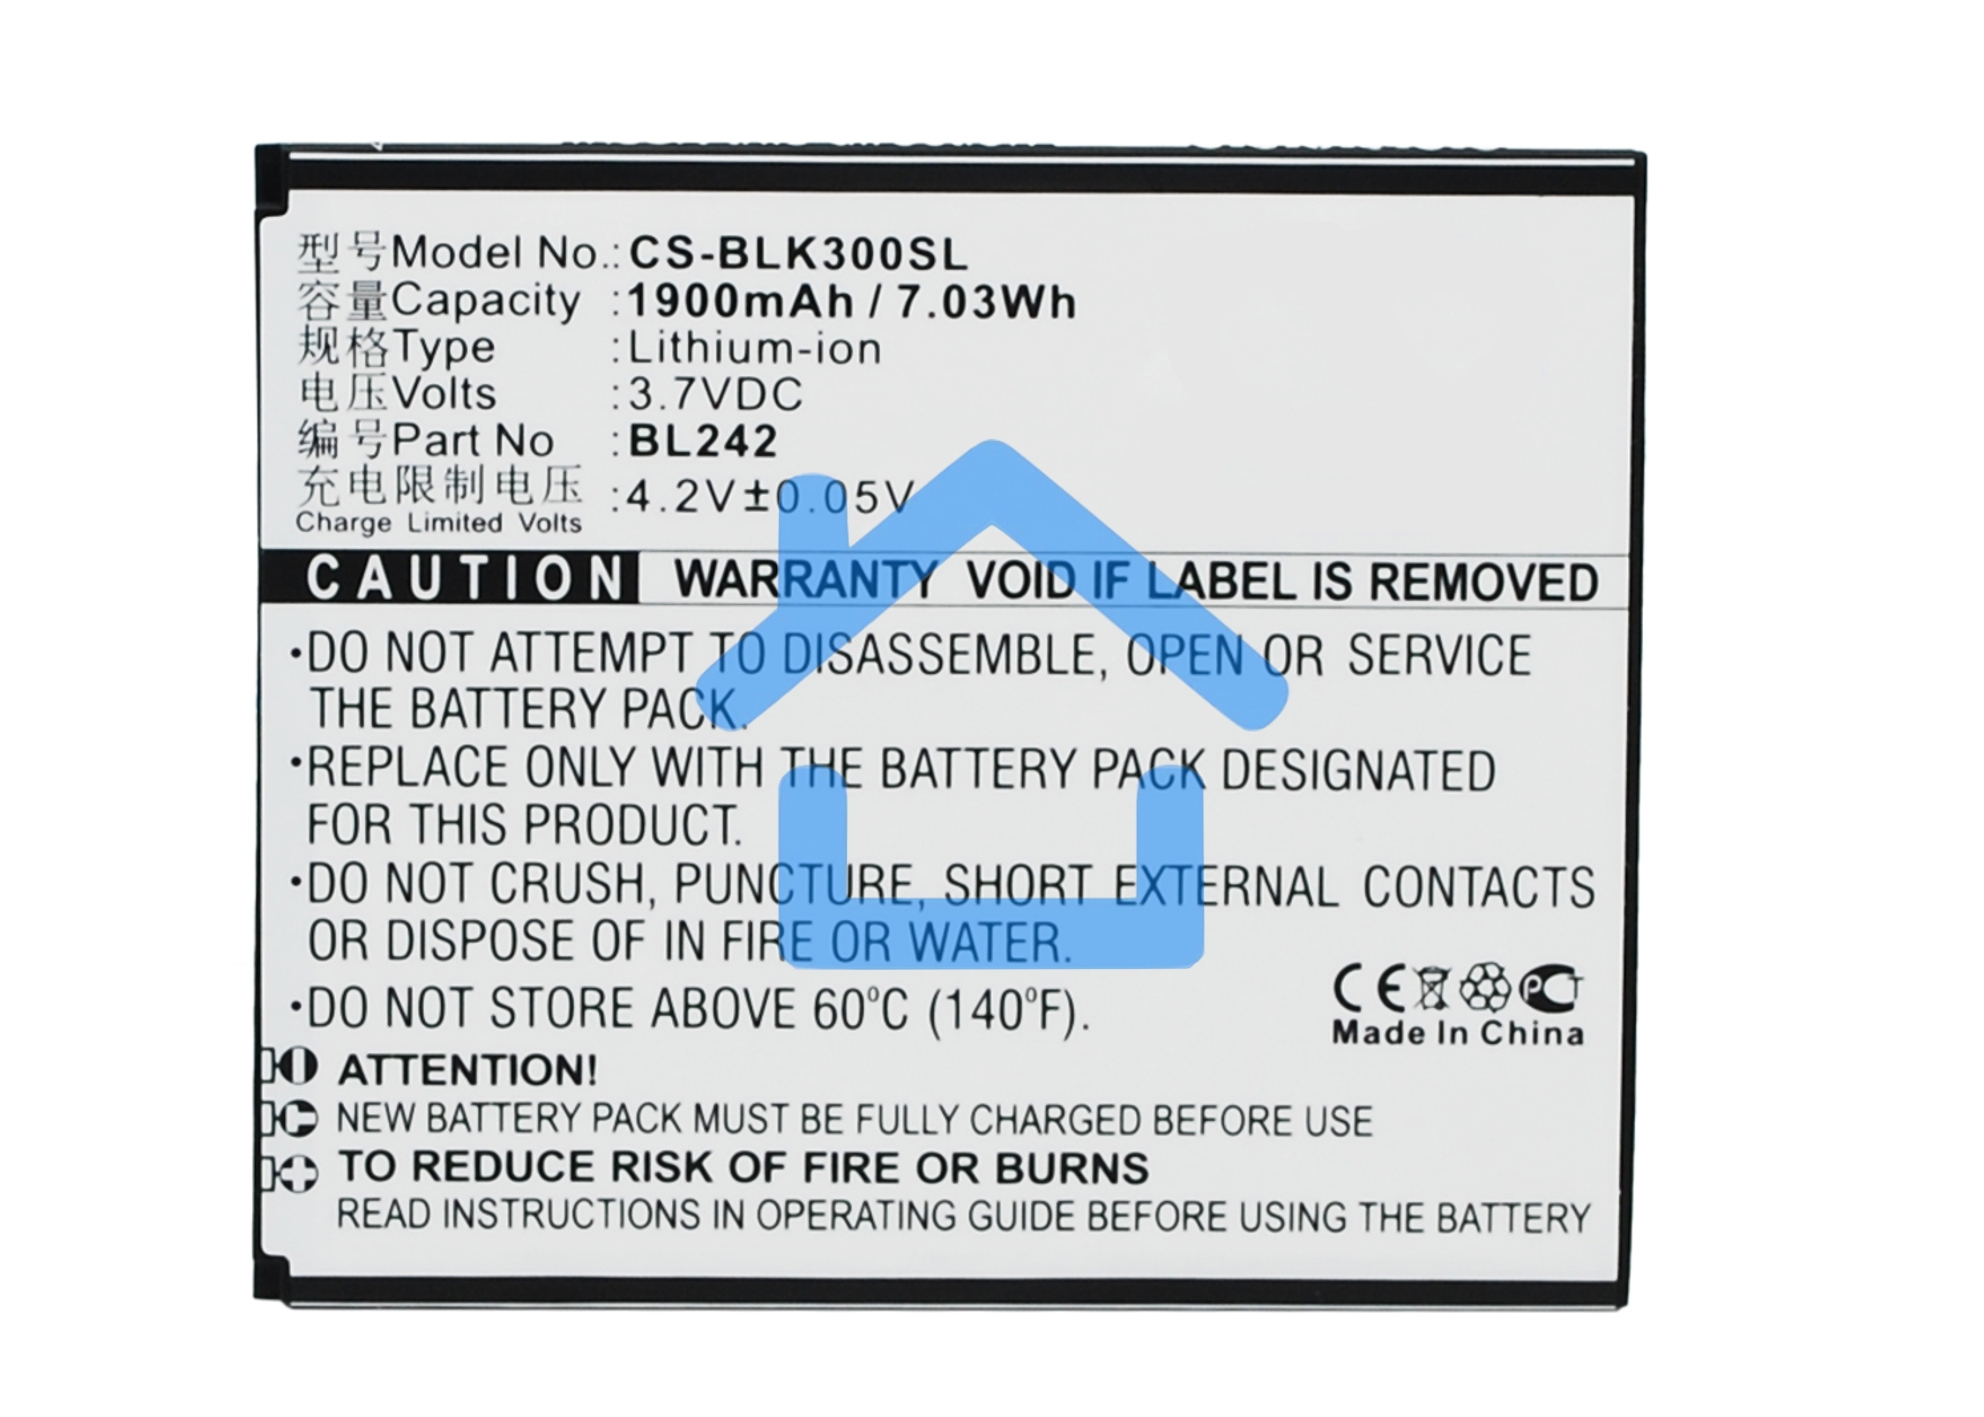 型号Model No.: CS-BLK300SL
容量Capacity : 1900mAh / 7.03Wh
规格Type : Lithium-ion
电压Volts : 3.7VDC
编号Part No : BL242
充电限制电压 : 4.2V±0.05V
Charge Limited Volts
CAUTION WARRANTY VOID IF LABEL IS REMOVED
•DO NOT ATTEMPT TO DISASSEMBLE, OPEN OR SERVICE
THE BATTERY PACK.
•REPLACE ONLY WITH THE BATTERY PACK DESIGNATED
FOR THIS PRODUCT.
•DO NOT CRUSH, PUNCTURE, SHORT EXTERNAL CONTACTS
OR DISPOSE OF IN FIRE OR WATER.
•DO NOT STORE ABOVE 60°C (140°F).
CE PCT
Made In China
ATTENTION!
NEW BATTERY PACK MUST BE FULLY CHARGED BEFORE USE
TO REDUCE RISK OF FIRE OR BURNS
READ INSTRUCTIONS IN OPERATING GUIDE BEFORE USING THE BATTERY